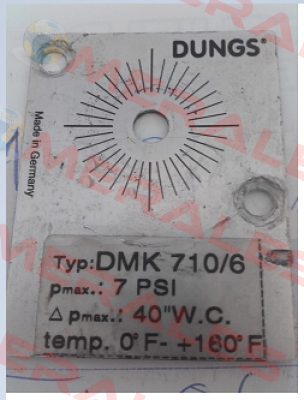 DUNGS®
Made in Germany
Typ:DMK 710/6
pmax.: 7 PSI
Δ pmax.: 40"W.C.
temp. 0°F- +160°F